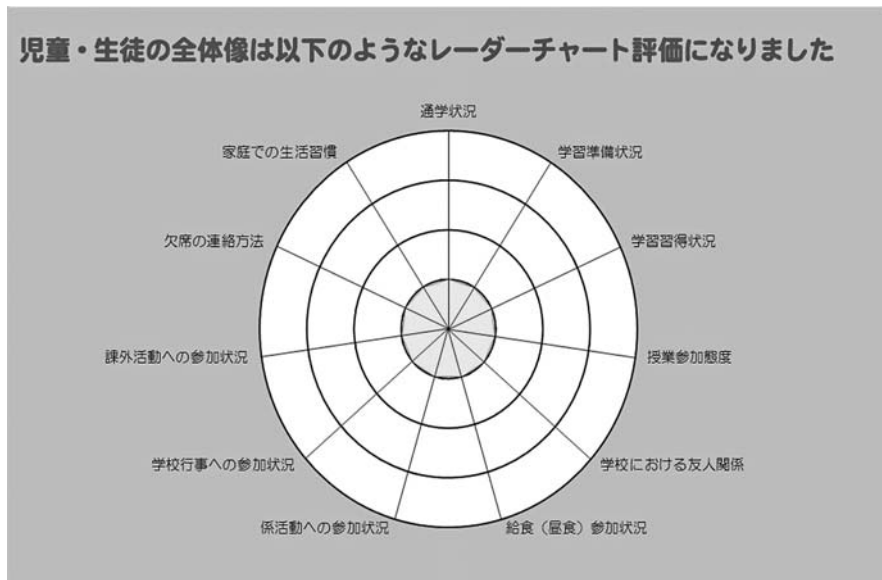 児童・生徒の全体像は以下のようなレーダーチャート評価になりました
通学状況
学習準備状況
学習習得状況
授業参加態度
学校における友人関係
給食（昼食）参加状況
係活動への参加状況
学校行事への参加状況
課外活動への参加状況
欠席の連絡方法
家庭での生活習慣